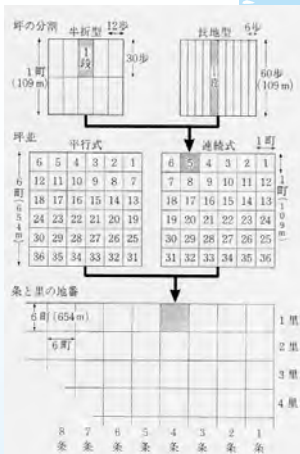 坪の分割
半折型
12歩
長地型
6歩
1段
30歩
1町(109m)
1段
60歩(109m)
坪並
平行式
連続式
1町
6町(654m)
6 5 4 3 2 1
12 11 10 9 8 7
18 17 16 15 14 13
24 23 22 21 20 19
30 29 28 27 26 25
36 35 34 33 32 31
6 5 4 3 2 1
7 8 9 10 11 12
18 17 16 15 14 13
19 20 21 22 23 24
30 29 28 27 26 25
31 32 33 34 35 36
1町(109m)
条と里の地番
6町(654m)
6町
1里
2里
3里
4里
8条 7条 6条 5条 4条 3条 2条 1条